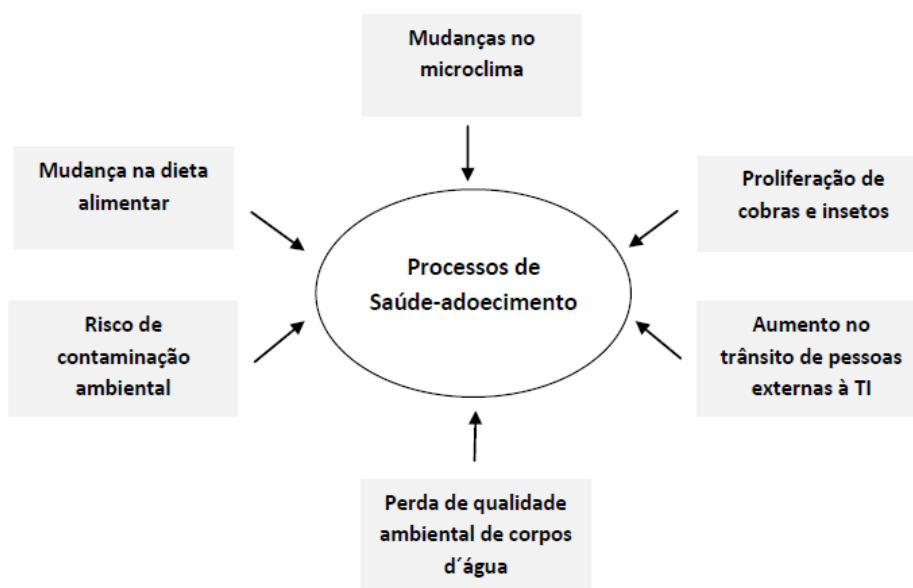 Mudanças no
microclima
Mudança na dieta
alimentar
Proliferação de
cobras e insetos
Processos de
Saúde-adoecimento
Risco de
contaminação
ambiental
Aumento no
trânsito de pessoas
externas à TI
Perda de qualidade
ambiental de corpos
d´água